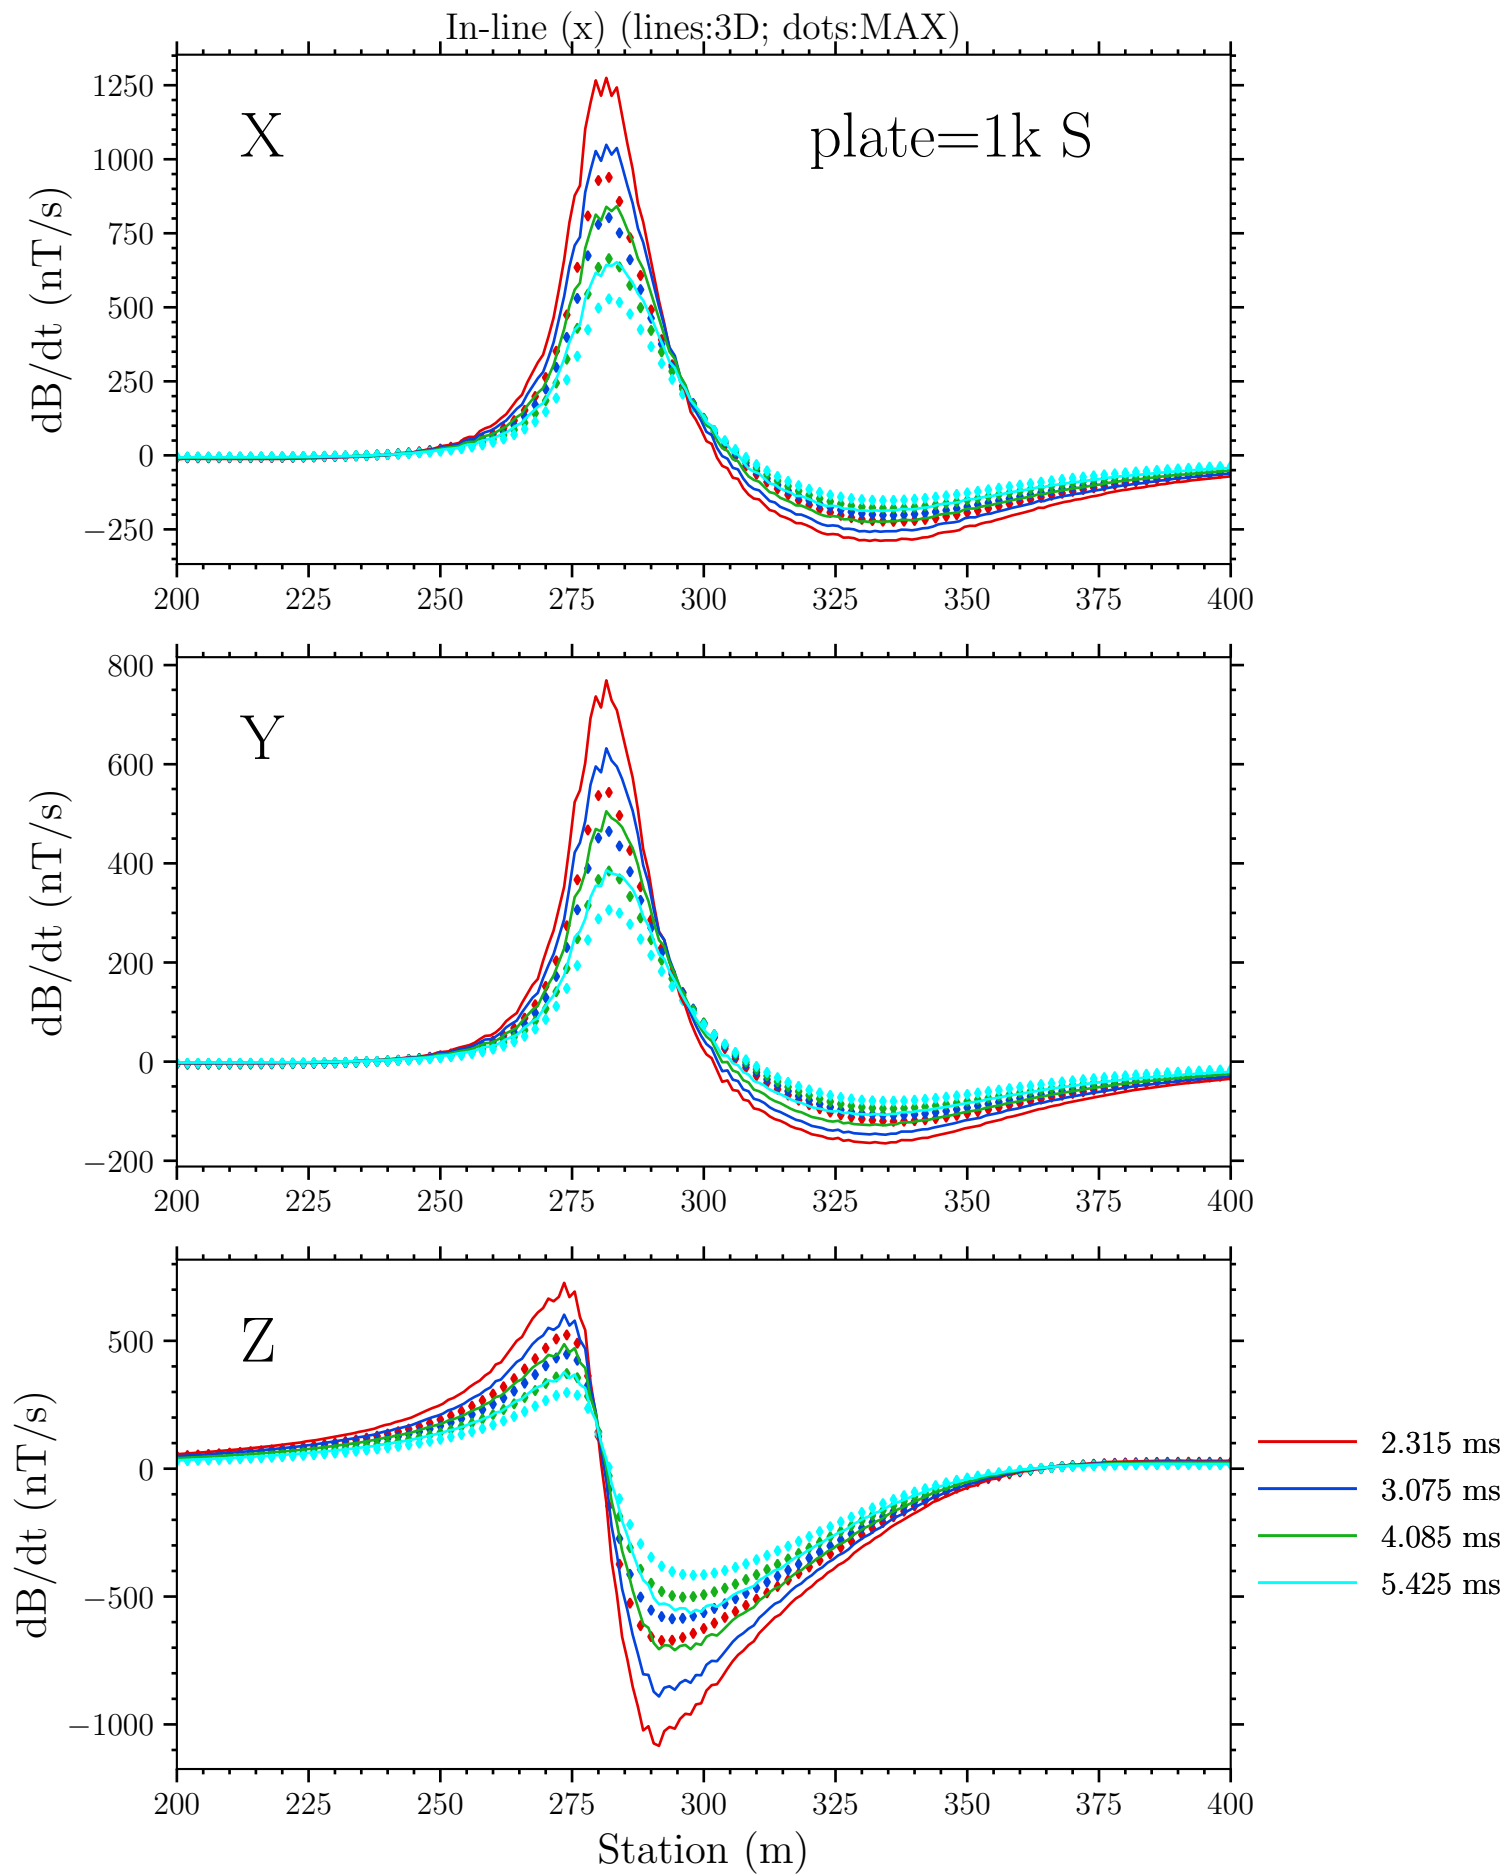 In-line (x) (lines:3D; dots:MAX)
X
plate=1k S
dB/dt (nT/s)
1250
1000
750
500
250
0
−250
200 225 250 275 300 325 350 375 400
Y
dB/dt (nT/s)
800
600
400
200
0
−200
200 225 250 275 300 325 350 375 400
Z
dB/dt (nT/s)
500
0
−500
−1000
200 225 250 275 300 325 350 375 400
Station (m)
2.315 ms
3.075 ms
4.085 ms
5.425 ms